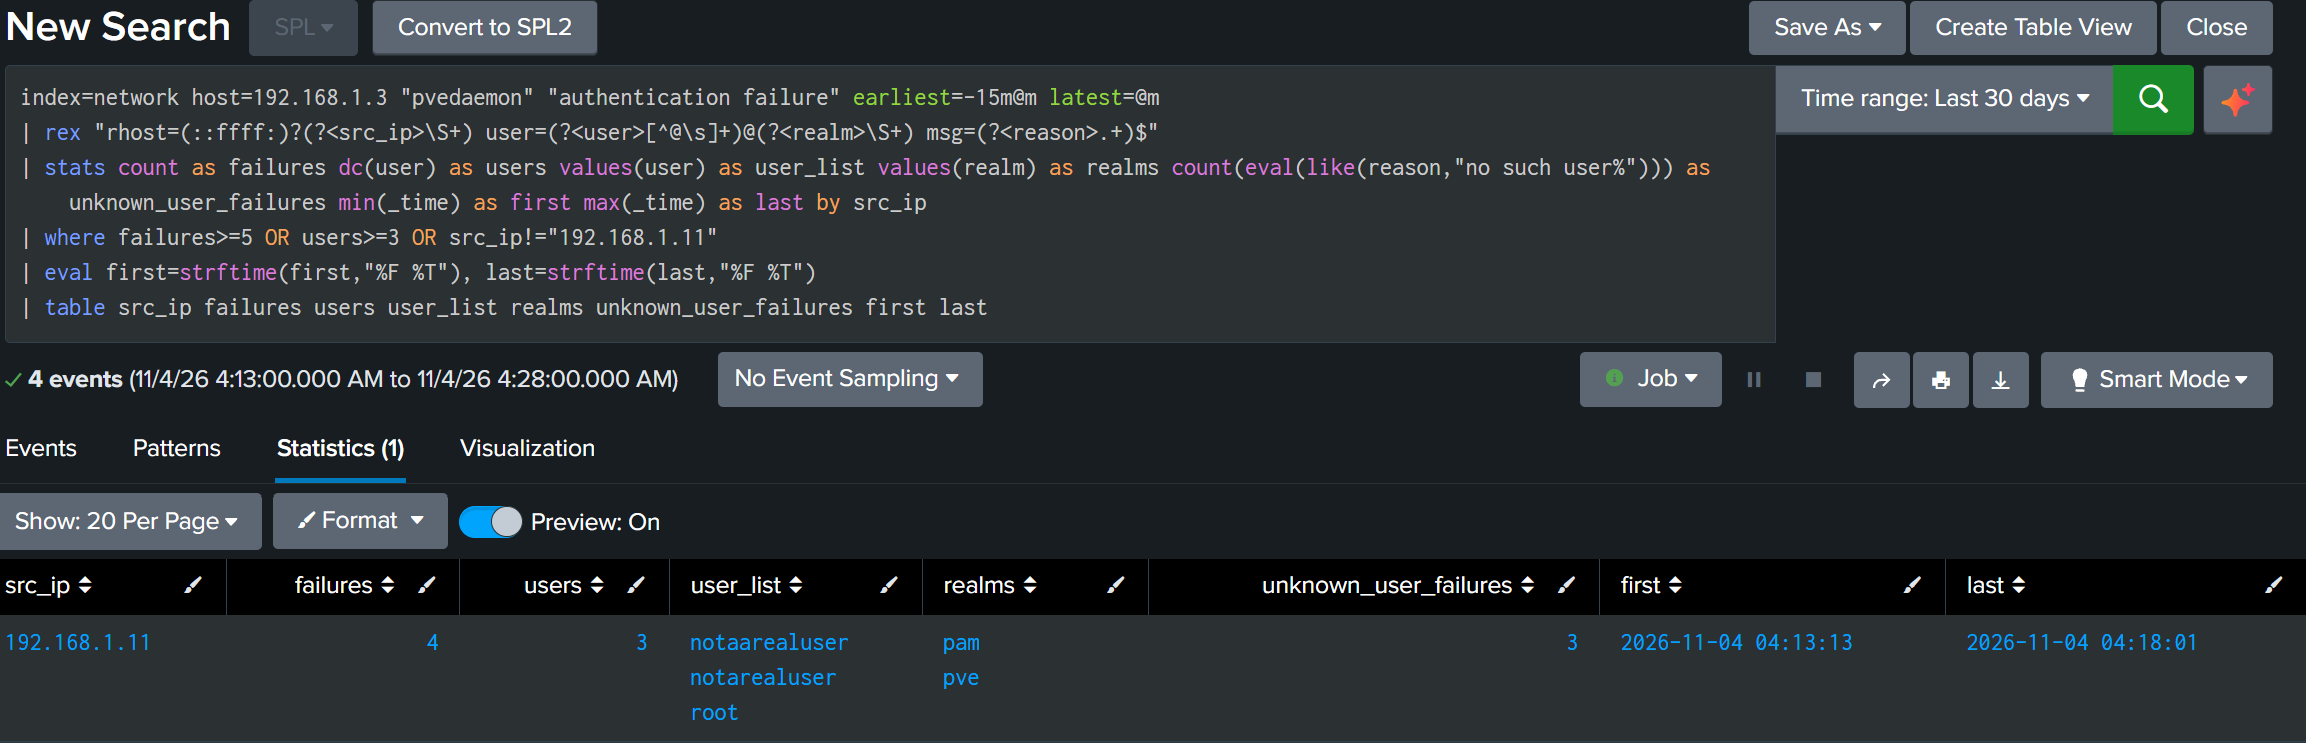 New Search SPL Convert to SPL2 Save As Create Table View Close
index=network host=192.168.1.3 "pvedaemon" "authentication failure" earliest=-15m@m latest=@m
Time range: Last 30 days
| rex "rhost=(::ffff:)?(?<src_ip>\S+) user=(?<user>[^@\s]+)@(?<realm>\S+) msg=(?<reason>.+)$"
| stats count as failures dc(user) as users values(user) as user_list values(realm) as realms count(eval(like(reason,"no such user%"))) as
unknown_user_failures min(_time) as first max(_time) as last by src_ip
| where failures>=5 OR users>=3 OR src_ip!="192.168.1.11"
| eval first=strftime(first,"%F %T"), last=strftime(last,"%F %T")
| table src_ip failures users user_list realms unknown_user_failures first last
4 events (11/4/26 4:13:00.000 AM to 11/4/26 4:28:00.000 AM) No Event Sampling Job Smart Mode
Events Patterns Statistics (1) Visualization
Show: 20 Per Page Format Preview: On
src_ip failures users user_list realms unknown_user_failures first last
192.168.1.11 4 3 notaarealuser pam 3 2026-11-04 04:13:13 2026-11-04 04:18:01
notarealuser pve
root